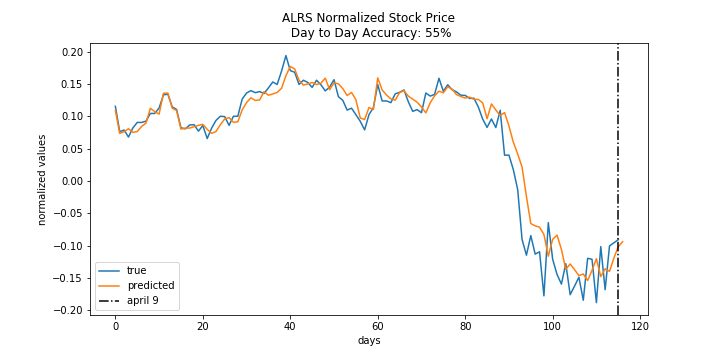 ALRS Normalized Stock Price
Day to Day Accuracy: 55%
normalized values
0.20
0.15
0.10
0.05
0.00
−0.05
−0.10
−0.15
−0.20
true
predicted
april 9
0 20 40 60 80 100 120
days